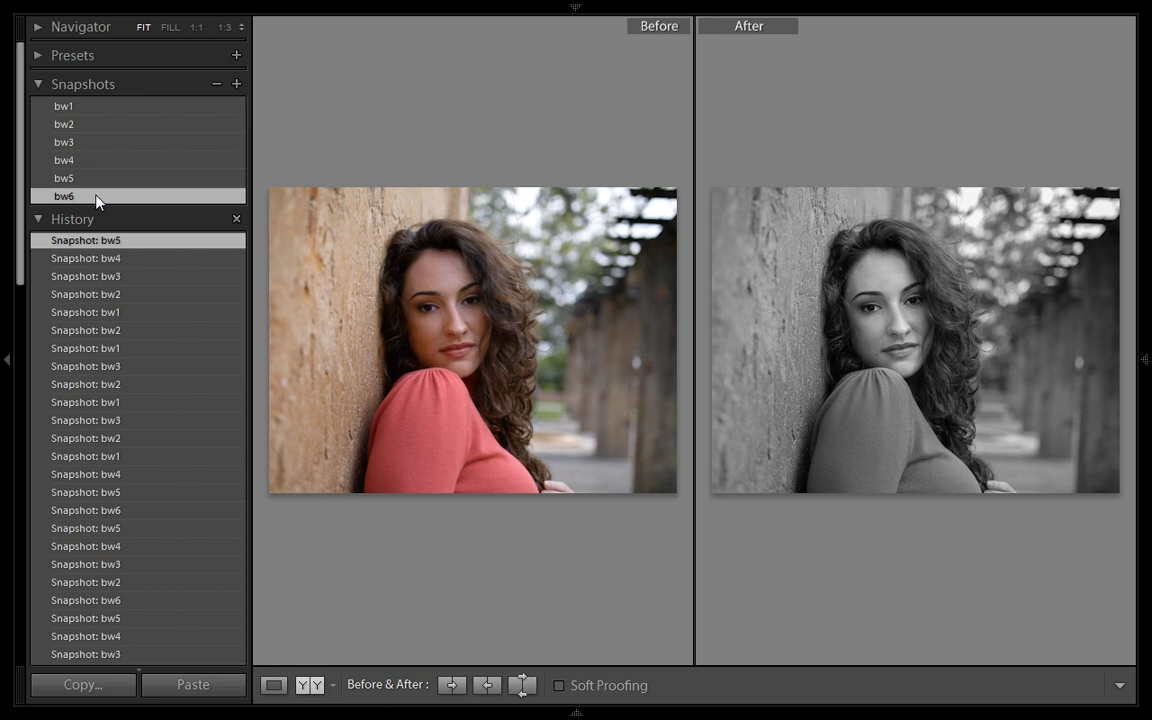 Navigator FIT FILL 1:1 1:3
Presets
Snapshots
bw1
bw2
bw3
bw4
bw5
bw6
History
Snapshot: bw5
Snapshot: bw4
Snapshot: bw3
Snapshot: bw2
Snapshot: bw1
Snapshot: bw2
Snapshot: bw1
Snapshot: bw3
Snapshot: bw2
Snapshot: bw1
Snapshot: bw3
Snapshot: bw2
Snapshot: bw1
Snapshot: bw4
Snapshot: bw5
Snapshot: bw6
Snapshot: bw5
Snapshot: bw4
Snapshot: bw3
Snapshot: bw2
Snapshot: bw6
Snapshot: bw5
Snapshot: bw4
Snapshot: bw3
Copy... Paste
Before After
YY Before & After : Soft Proofing